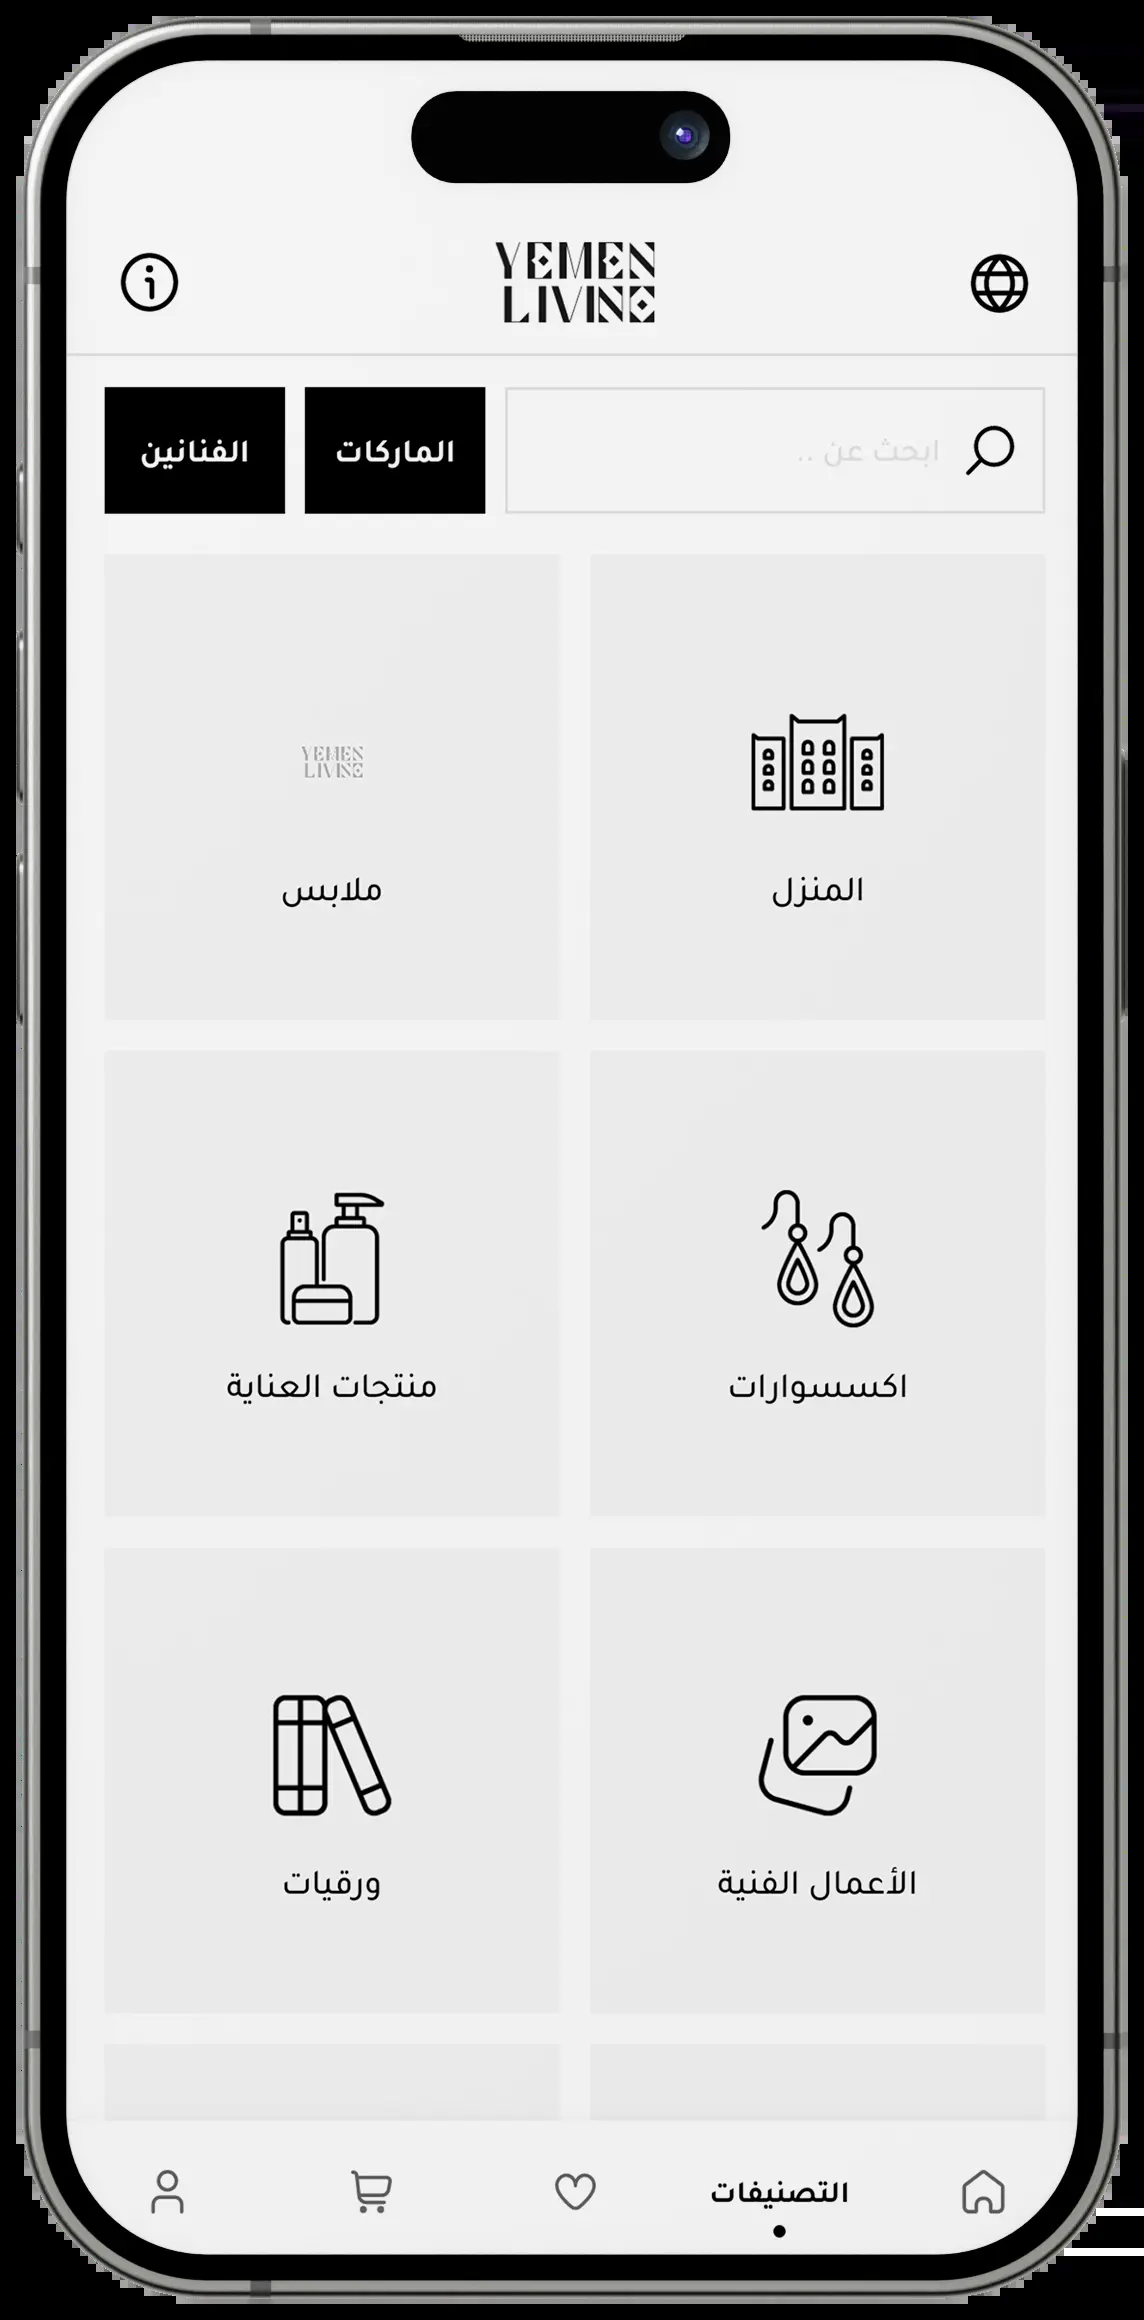 YEMEN
LIVING
ابحث عن ..
الماركات
الفنانين
المنزل
YEMEN
LIVING
ملابس
اكسسوارات
منتجات العناية
الأعمال الفنية
ورقيات
التصنيفات